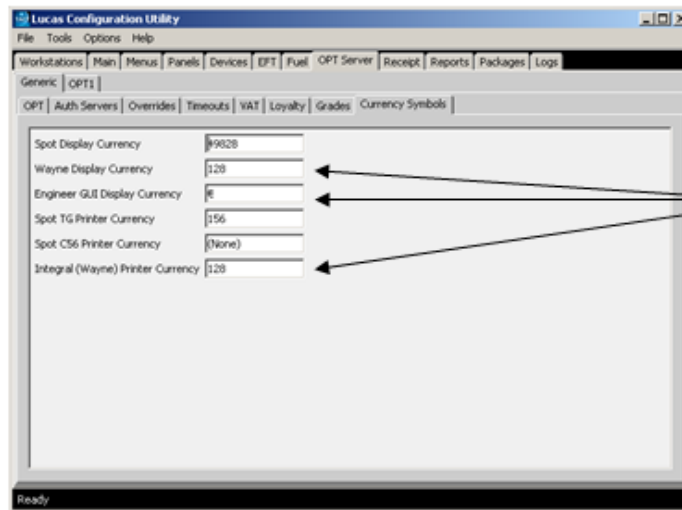 Lucas Configuration Utility
File Tools Options Help
Workstations Main Menus Panels Devices EFT Fuel OPT Server Receipt Reports Packages Logs
Generic OPT1
OPT Auth Servers Overrides Timeouts VAT Loyalty Grades Currency Symbols
Spot Display Currency #9828
Wayne Display Currency 128
Engineer GUI Display Currency €
Spot TG Printer Currency 156
Spot C56 Printer Currency (None)
Integral (Wayne) Printer Currency 128
Ready